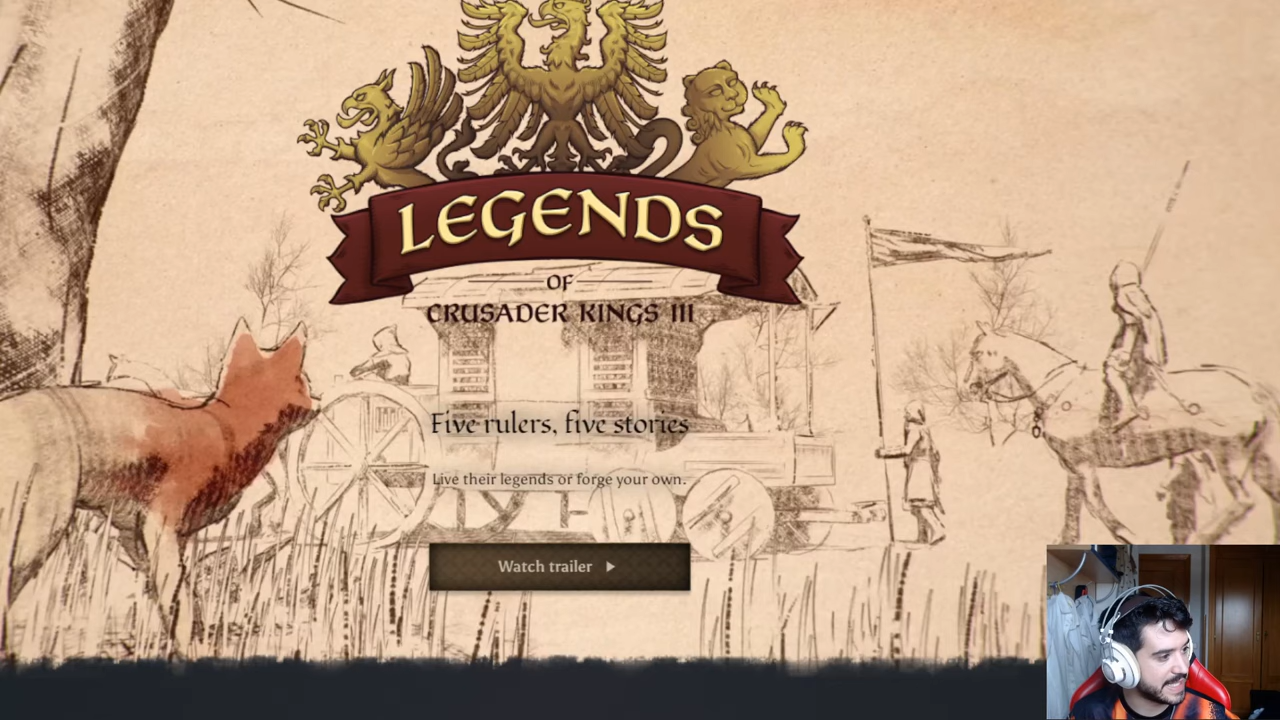 LEGENDS
OF
CRUSADER KINGS III
Five rulers, five stories
Live their legends or forge your own.
Watch trailer